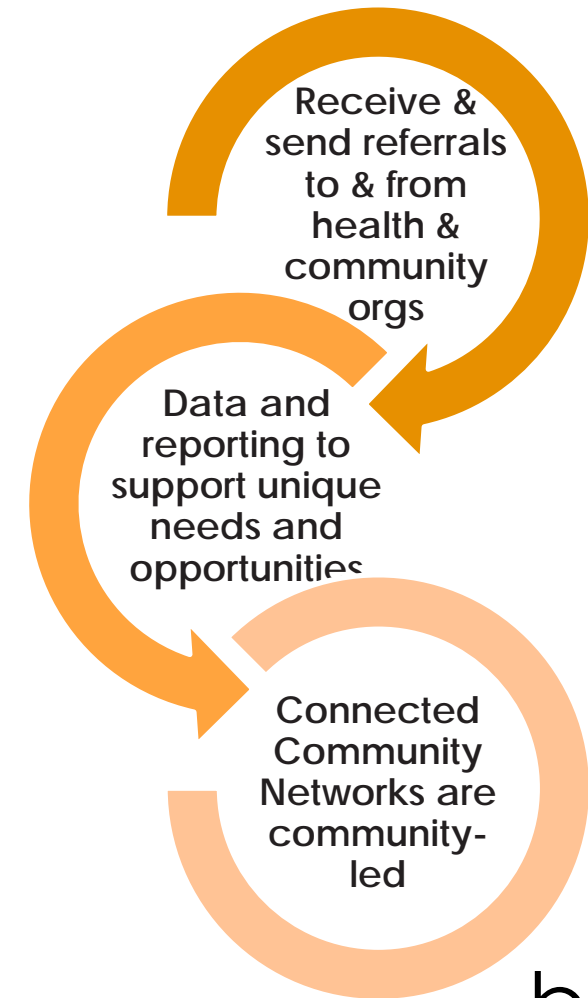 Receive &
send referrals
to & from
health &
community
orgs
Data and
reporting to
support unique
needs and
opportunities
Connected
Community
Networks are
community-
led